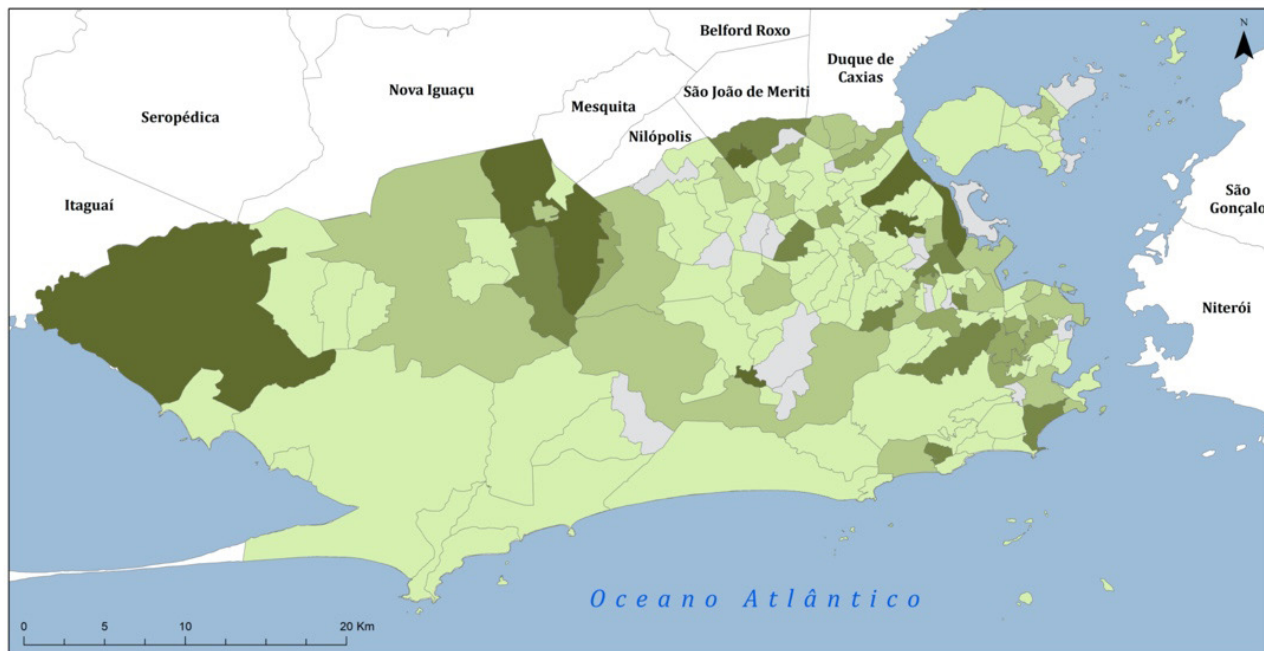 N
Belford Roxo
Duque de
Caxias
Nova Iguaçu
São João de Meriti
Mesquita
Seropédica
Nilópolis
São
Gonçalo
Itaguaí
Niterói
Oceano Atlântico
0 5 10 20 Km